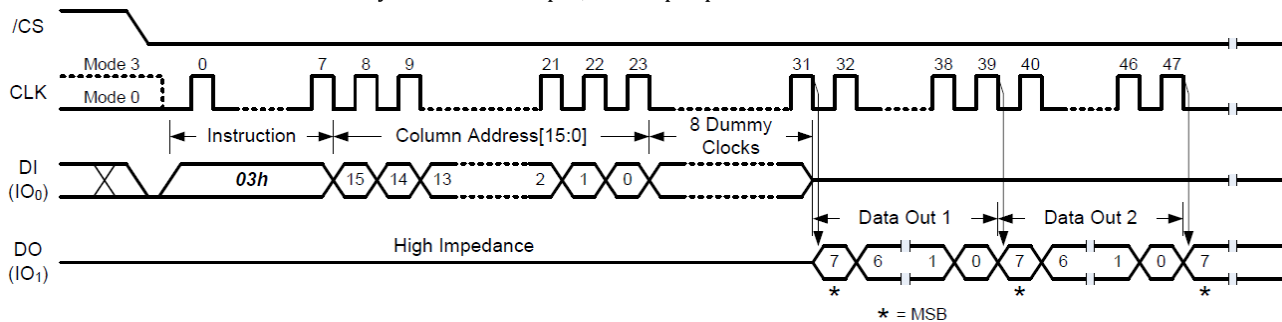 /CS
Mode 3 0 7 8 9 21 22 23 31 32 38 39 40 46 47
CLK Mode 0
Instruction Column Address[15:0] 8 Dummy
Clocks
DI
(IO0) 03h 15 14 13 2 1 0
Data Out 1 Data Out 2
High Impedance
DO
(IO1) 7 6 1 0 7 6 1 0 7
* * *
* = MSB